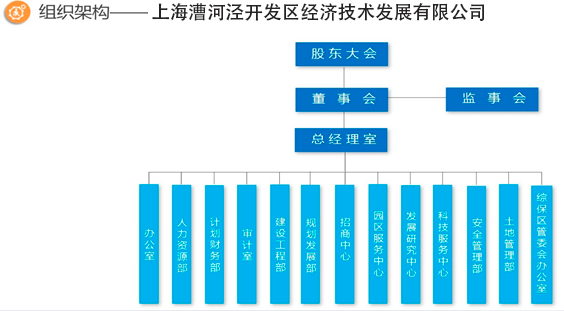 组织架构——上海漕河泾开发区经济技术发展有限公司
股东大会
董事会
监事会
总经理室
办公室
人力资源部
计划财务部
审计室
建设工程部
规划发展部
招商中心
园区服务中心
发展研究中心
科技服务中心
安全管理部
土地管理部
综保区管委会办公室